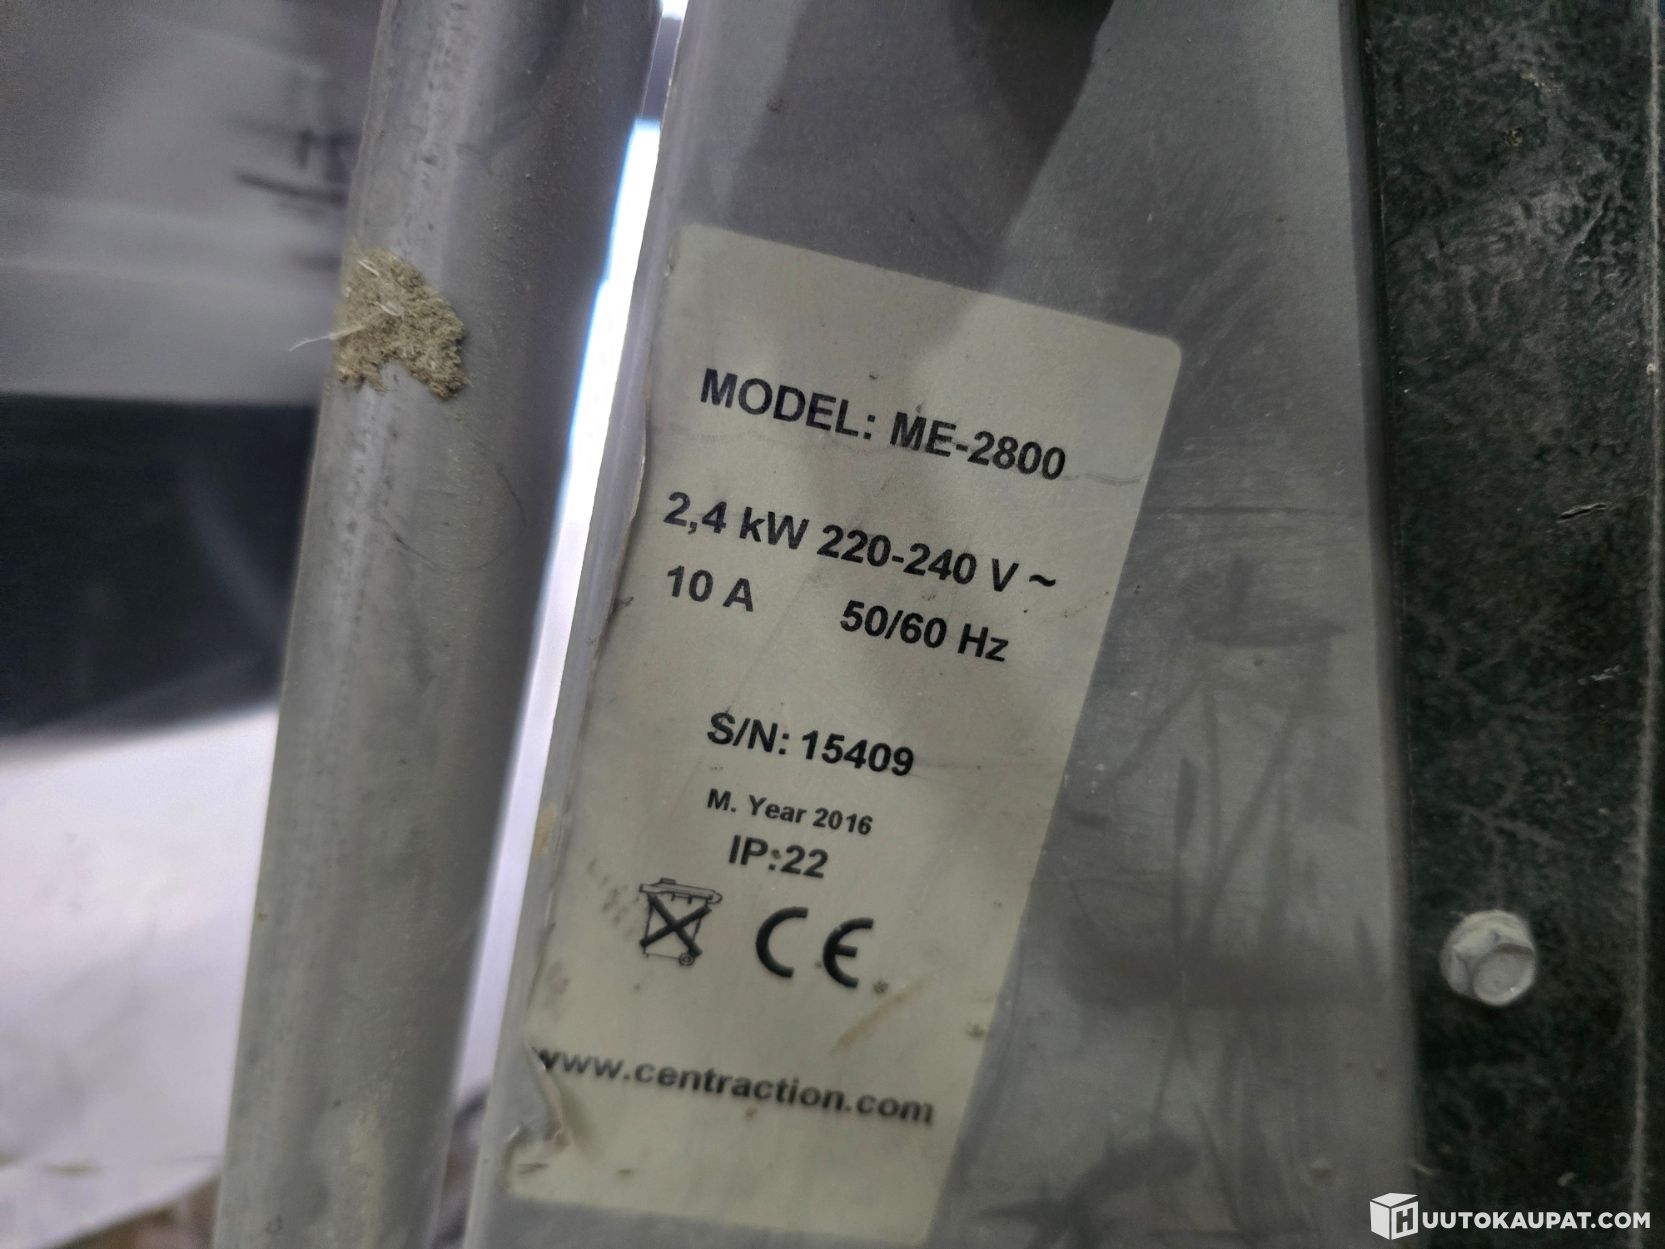 MODEL: ME-2800
2,4 kW 220-240 V ~
10 A 50/60 Hz
S/N: 15409
M. Year 2016
IP:22
CE
www.centraction.com
HUUTOKAUPAT.COM